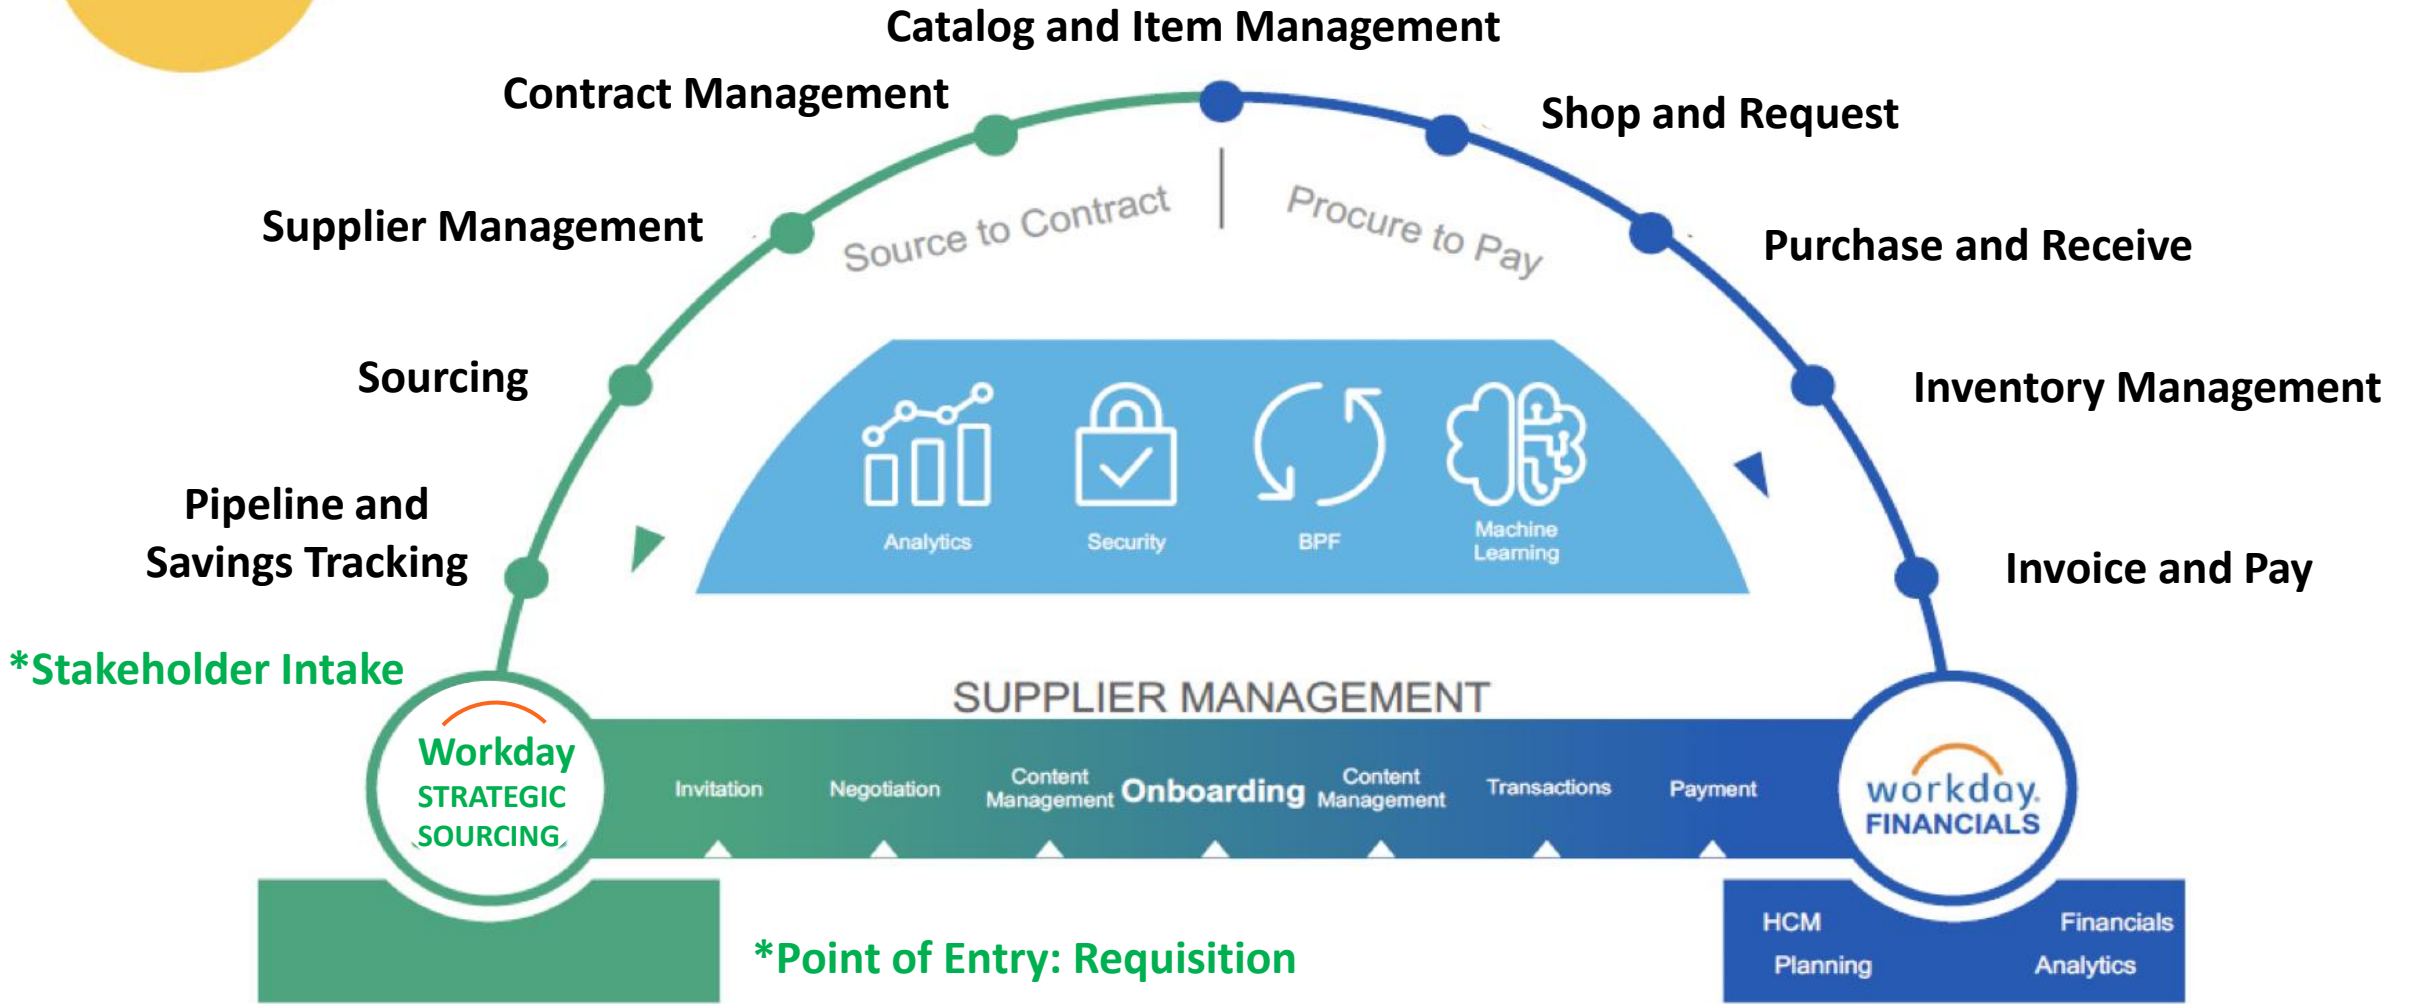 Catalog and Item Management
Contract Management
Shop and Request
Supplier Management
Source to Contract
Procure to Pay
Purchase and Receive
Sourcing
Inventory Management
Pipeline and
Savings Tracking
Analytics
Security
BPF
Machine
Learning
Invoice and Pay
*Stakeholder Intake
SUPPLIER MANAGEMENT
Workday
STRATEGIC
SOURCING
Invitation
Negotiation
Content
Management
Onboarding
Content
Management
Transactions
Payment
workday.
FINANCIALS
*Point of Entry: Requisition
HCM
Financials
Planning
Analytics